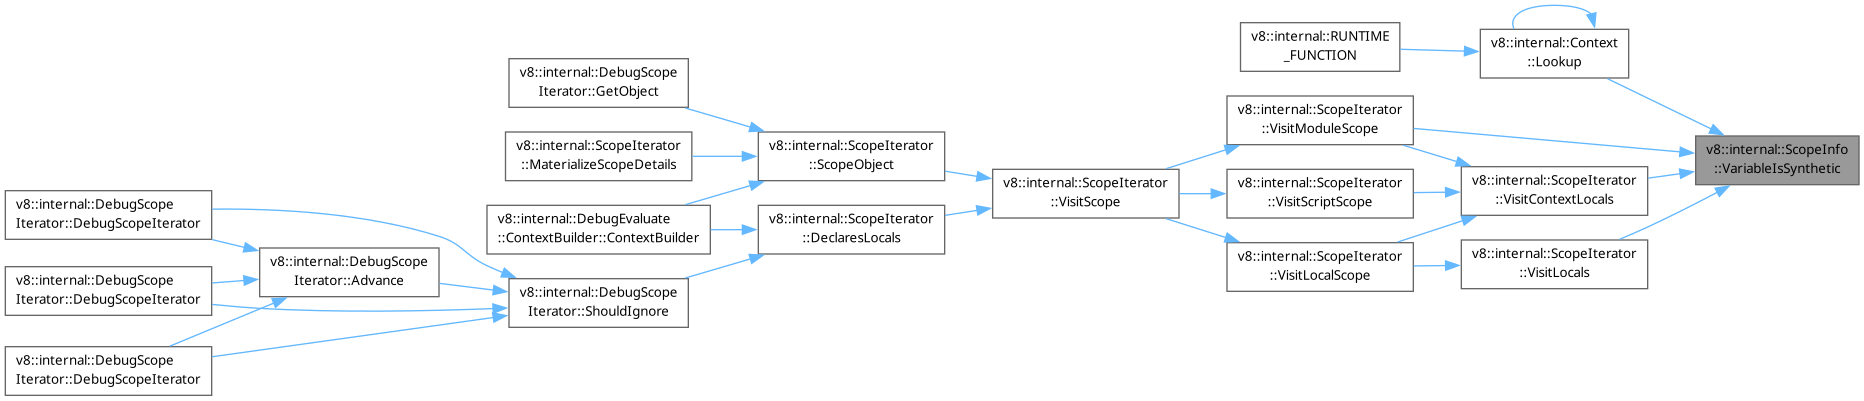 v8::internal::RUNTIME
_FUNCTION
v8::internal::Context
::Lookup
v8::internal::DebugScope
Iterator::GetObject
v8::internal::ScopeIterator
::VisitModuleScope
v8::internal::ScopeIterator
::MaterializeScopeDetails
v8::internal::ScopeIterator
::ScopeObject
v8::internal::ScopeInfo
::VariableIsSynthetic
v8::internal::ScopeIterator
::VisitScope
v8::internal::ScopeIterator
::VisitScriptScope
v8::internal::ScopeIterator
::VisitContextLocals
v8::internal::DebugScope
Iterator::DebugScopeIterator
v8::internal::DebugEvaluate
::ContextBuilder::ContextBuilder
v8::internal::ScopeIterator
::DeclaresLocals
v8::internal::ScopeIterator
::VisitLocalScope
v8::internal::ScopeIterator
::VisitLocals
v8::internal::DebugScope
Iterator::Advance
v8::internal::DebugScope
Iterator::DebugScopeIterator
v8::internal::DebugScope
Iterator::ShouldIgnore
v8::internal::DebugScope
Iterator::DebugScopeIterator